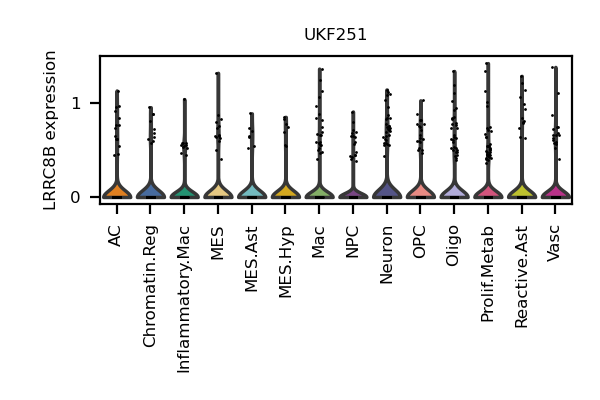 UKF251
LRRC8B expression
1
0
AC
Chromatin.Reg
Inflammatory.Mac
MES
MES.Ast
MES.Hyp
Mac
NPC
Neuron
OPC
Oligo
Prolif.Metab
Reactive.Ast
Vasc